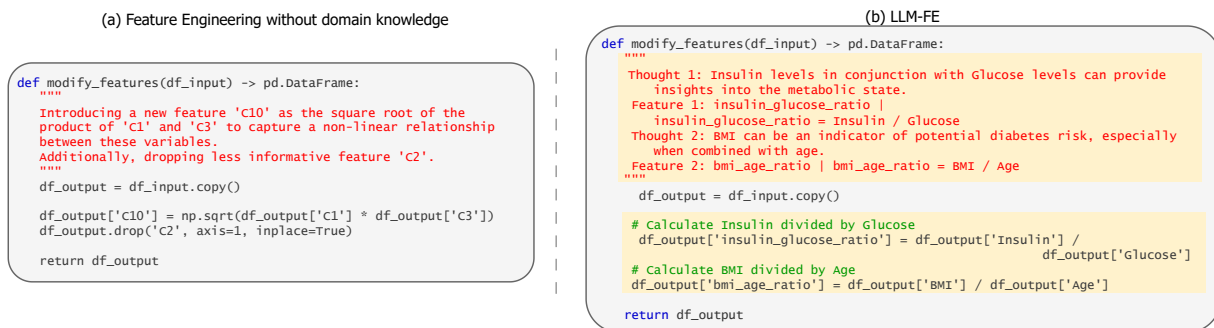 (a) Feature Engineering without domain knowledge
def modify_features(df_input) -> pd.DataFrame:
"""
Introducing a new feature 'C10' as the square root of the
product of 'C1' and 'C3' to capture a non-linear relationship
between these variables.
Additionally, dropping less informative feature 'C2'.
"""
df_output = df_input.copy()
df_output['C10'] = np.sqrt(df_output['C1'] * df_output['C3'])
df_output.drop('C2', axis=1, inplace=True)
return df_output
(b) LLM-FE
def modify_features(df_input) -> pd.DataFrame:
"""
Thought 1: Insulin levels in conjunction with Glucose levels can provide
insights into the metabolic state.
Feature 1: insulin_glucose_ratio |
insulin_glucose_ratio = Insulin / Glucose
Thought 2: BMI can be an indicator of potential diabetes risk, especially
when combined with age.
Feature 2: bmi_age_ratio | bmi_age_ratio = BMI / Age
"""
df_output = df_input.copy()
# Calculate Insulin divided by Glucose
df_output['insulin_glucose_ratio'] = df_output['Insulin'] /
df_output['Glucose']
# Calculate BMI divided by Age
df_output['bmi_age_ratio'] = df_output['BMI'] / df_output['Age']
return df_output